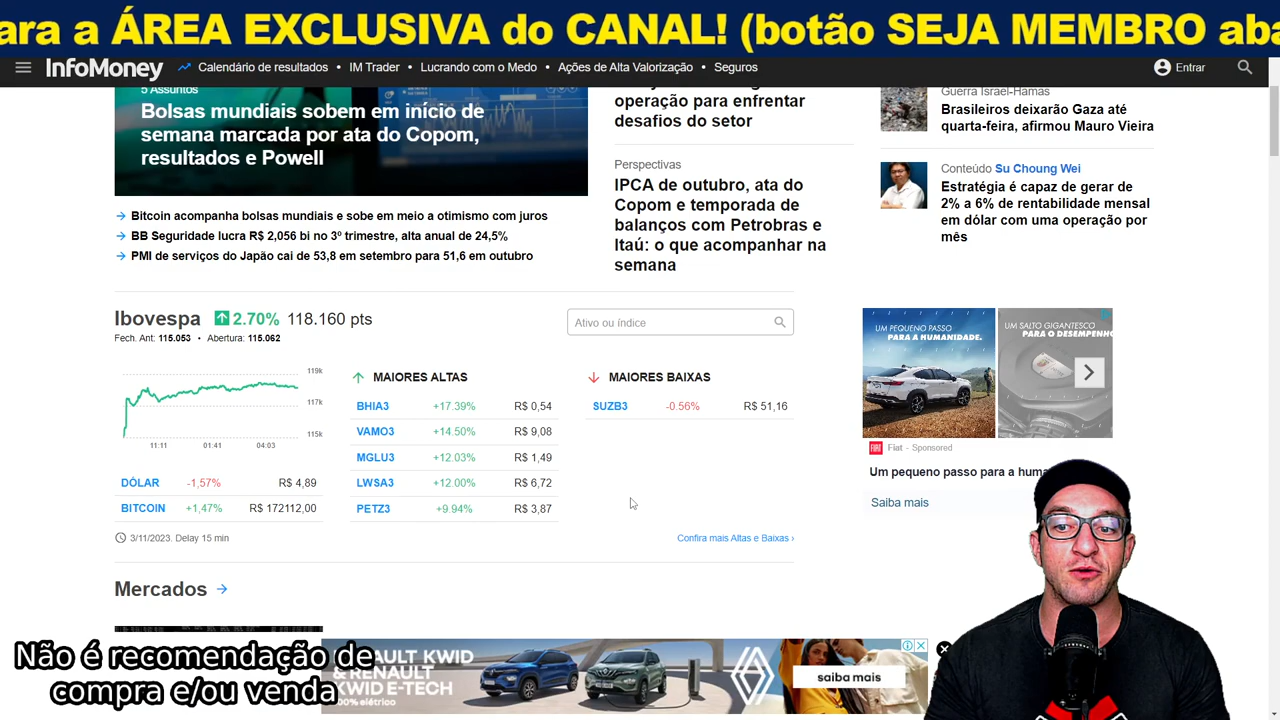 ara a ÁREA EXCLUSIVA do CANAL! (botão SEJA MEMBRO aba
InfoMoney
Calendário de resultados • IM Trader • Lucrando com o Medo • Ações de Alta Valorização • Seguros
Entrar
5 Assuntos
Bolsas mundiais sobem em início de
semana marcada por ata do Copom,
resultados e Powell
Bitcoin acompanha bolsas mundiais e sobe em meio a otimismo com juros
BB Seguridade lucra R$ 2,056 bi no 3º trimestre, alta anual de 24,5%
PMI de serviços do Japão cai de 53,8 em setembro para 51,6 em outubro
operação para enfrentar
desafios do setor
Perspectivas
IPCA de outubro, ata do
Copom e temporada de
balanços com Petrobras e
Itaú: o que acompanhar na
semana
Guerra Israel-Hamas
Brasileiros deixarão Gaza até
quarta-feira, afirmou Mauro Vieira
Conteúdo Su Choung Wei
Estratégia é capaz de gerar de
2% a 6% de rentabilidade mensal
em dólar com uma operação por
mês
Ibovespa 2.70% 118.160 pts
Fech. Ant: 115.053 • Abertura: 115.062
Ativo ou índice
119k
117k
115k
11:11 01:41 04:03
DÓLAR -1,57% R$ 4,89
BITCOIN +1,47% R$ 172112,00
3/11/2023. Delay 15 min
MAIORES ALTAS
BHIA3 +17.39% R$ 0,54
VAMO3 +14.50% R$ 9,08
MGLU3 +12.03% R$ 1,49
LWSA3 +12.00% R$ 6,72
PETZ3 +9.94% R$ 3,87
MAIORES BAIXAS
SUZB3 -0.56% R$ 51,16
Confira mais Altas e Baixas ›
UM PEQUENO PASSO
PARA A HUMANIDADE.
UM SALTO GIGANTESCO
PARA O DESEMPENH
FIAT
Fiat - Sponsored
Um pequeno passo para a huma
Saiba mais
Mercados
Não é recomendação de
compra e/ou venda
RENAULT KWID
& RENAULT
KWID E-TECH
100% elétrico
saiba mais